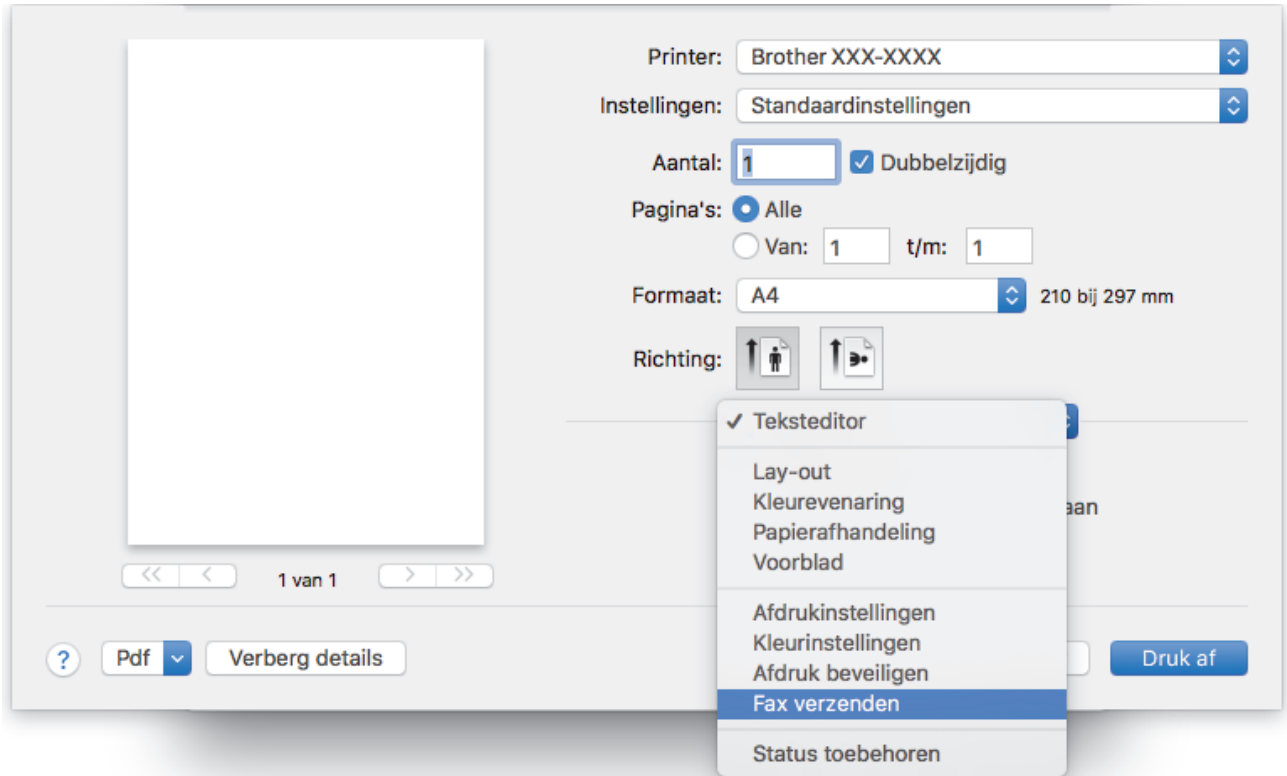 Printer: Brother XXX-XXXX
Instellingen: Standaardinstellingen
Aantal: 1 Dubbelzijdig
Pagina's: Alle
Van: 1 t/m: 1
Formaat: A4 210 bij 297 mm
Richting:
✓ Teksteditor
Lay-out
Kleurevenaring
aan
Papierafhandeling
Voorblad
<< < 1 van 1 > >>
Afdrukinstellingen
Kleurinstellingen
? Pdf Verberg details Druk af
Afdruk beveiligen
Fax verzenden
Status toebehoren